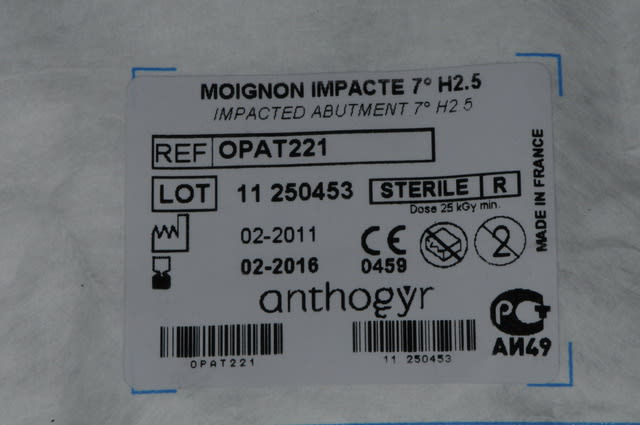 MOIGNON IMPACTE 7° H2.5
IMPACTED ABUTMENT 7° H2.5
REF OPAT221
LOT 11 250453 STERILE R
Dose 25 kGy min.
02-2011
02-2016 0459
MADE IN FRANCE
anthogyr
OPAT221 11 250453
АИ49